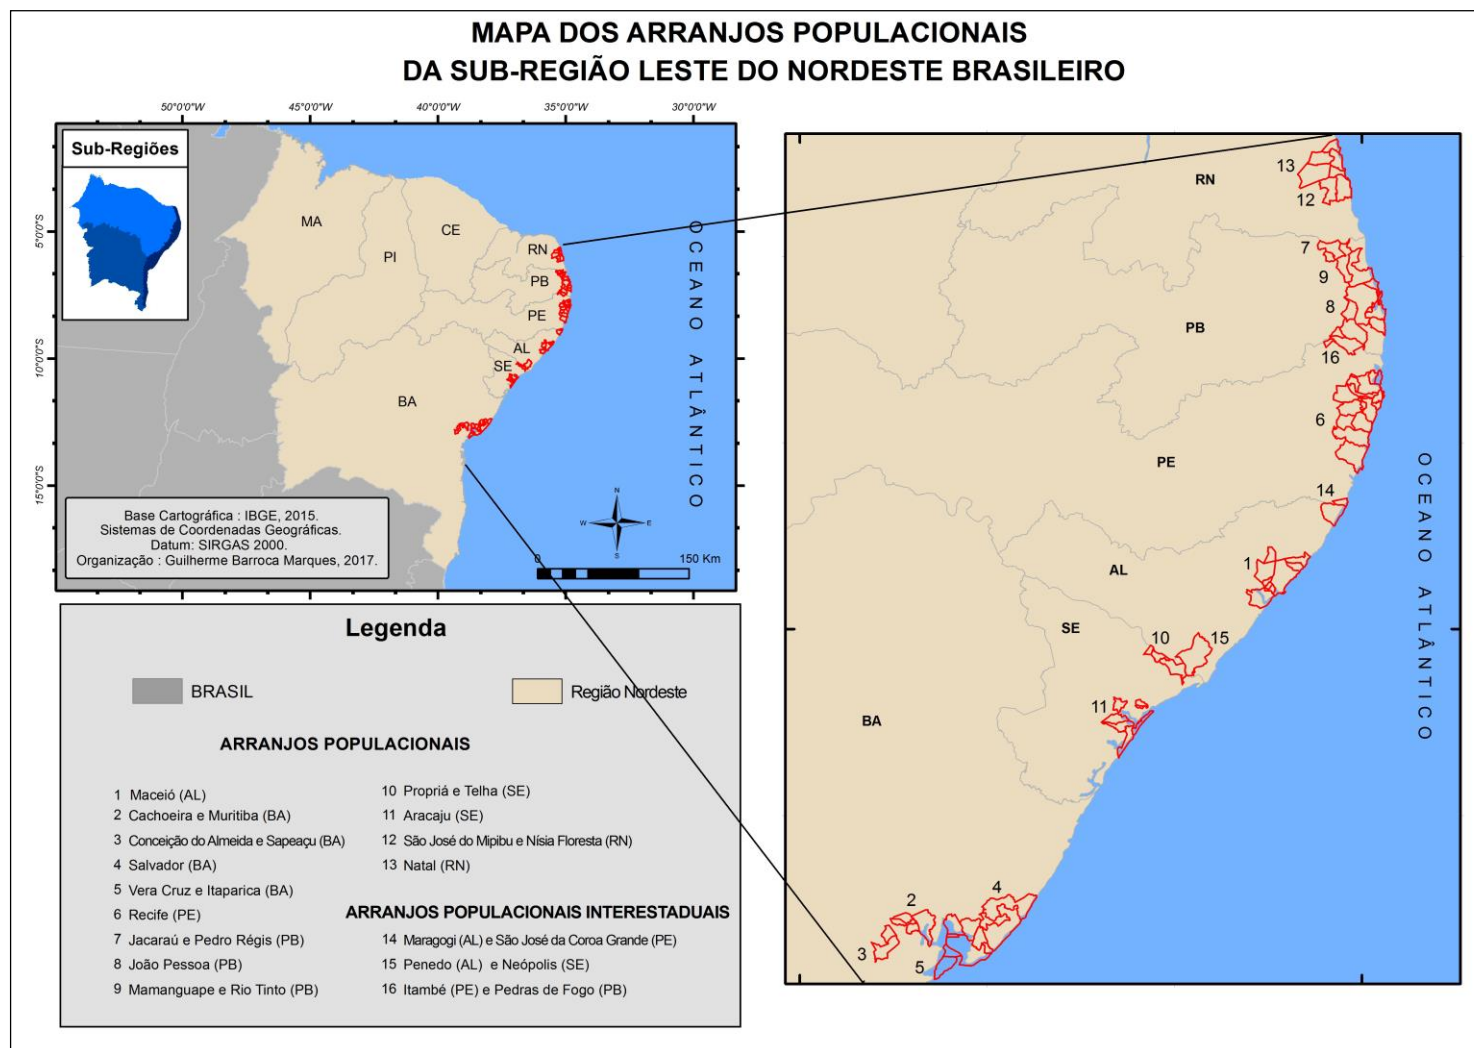 MAPA DOS ARRANJOS POPULACIONAIS
DA SUB-REGIÃO LESTE DO NORDESTE BRASILEIRO
50°0'0"W
45°0'0"W
40°0'0"W
35°0'0"W
30°0'0"W
5°0'0"S
10°0'0"S
15°0'0"S
Sub-Regiões
MA
PI
CE
RN
PB
PE
AL
SE
BA
OCEANO ATLÂNTICO
Base Cartográfica : IBGE, 2015.
Sistemas de Coordenadas Geográficas.
Datum: SIRGAS 2000.
Organização : Guilherme Barroca Marques, 2017.
N
W
E
S
0
150 Km
Legenda
BRASIL
Região Nordeste
ARRANJOS POPULACIONAIS
1 Maceió (AL)
2 Cachoeira e Muritiba (BA)
3 Conceição do Almeida e Sapeaçu (BA)
4 Salvador (BA)
5 Vera Cruz e Itaparica (BA)
6 Recife (PE)
7 Jacaraú e Pedro Régis (PB)
8 João Pessoa (PB)
9 Mamanguape e Rio Tinto (PB)
10 Propriá e Telha (SE)
11 Aracaju (SE)
12 São José do Mipibu e Nísia Floresta (RN)
13 Natal (RN)
ARRANJOS POPULACIONAIS INTERESTADUAIS
14 Maragogi (AL) e São José da Coroa Grande (PE)
15 Penedo (AL) e Neópolis (SE)
16 Itambé (PE) e Pedras de Fogo (PB)
RN
13
12
7
9
8
PB
16
6
PE
14
1
AL
SE
10
15
11
BA
2
4
3
5
OCEANO ATLÂNTICO